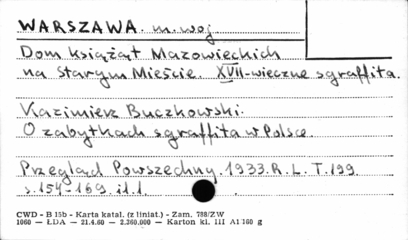 WARSZAWA. m. woj
Dom książąt Mazowieckich
na Starym Mieście. XVII-wieczne sgraffita.
Kazimierz Buczkowski.
O zabytkach sgraffita w Polsce.
Przegląd Powszechny. 1933. R. L. T. 199
s. 154-169. il. 1.
CWD - B 15b - Karta katal. (z liniat.) - Zam. 788/ZW
1060 — ŁDA — 21.4.60 - 2.260.000 — Karton kl. III A1 160 g